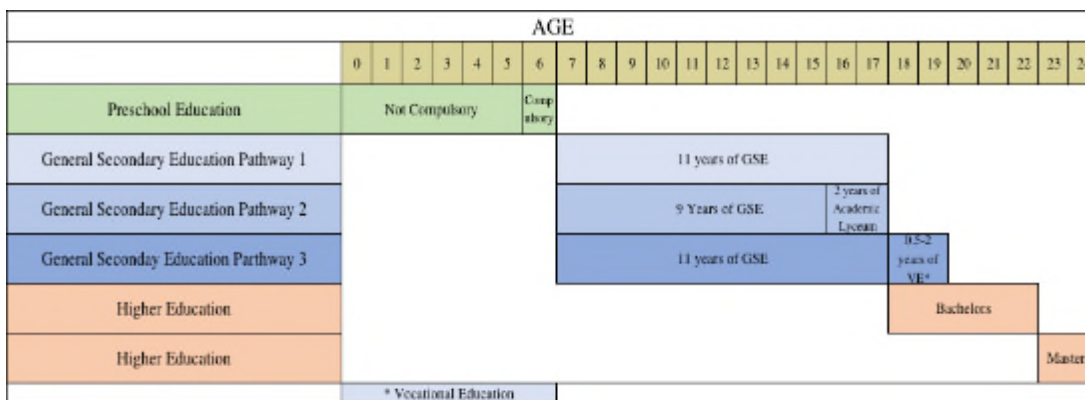 AGE
0 1 2 3 4 5 6 7 8 9 10 11 12 13 14 15 16 17 18 19 20 21 22 23
Preschool Education Not Compulsory Comp
ulsory
General Secondary Education Pathway 1 11 years of GSE
General Secondary Education Pathway 2 9 Years of GSE 2 years of
Academic
Lyceum
General Seconday Education Parthway 3 11 years of GSE 0.5-2
years of
VE*
Higher Education Bachelors
Higher Education Master
* Vocational Education